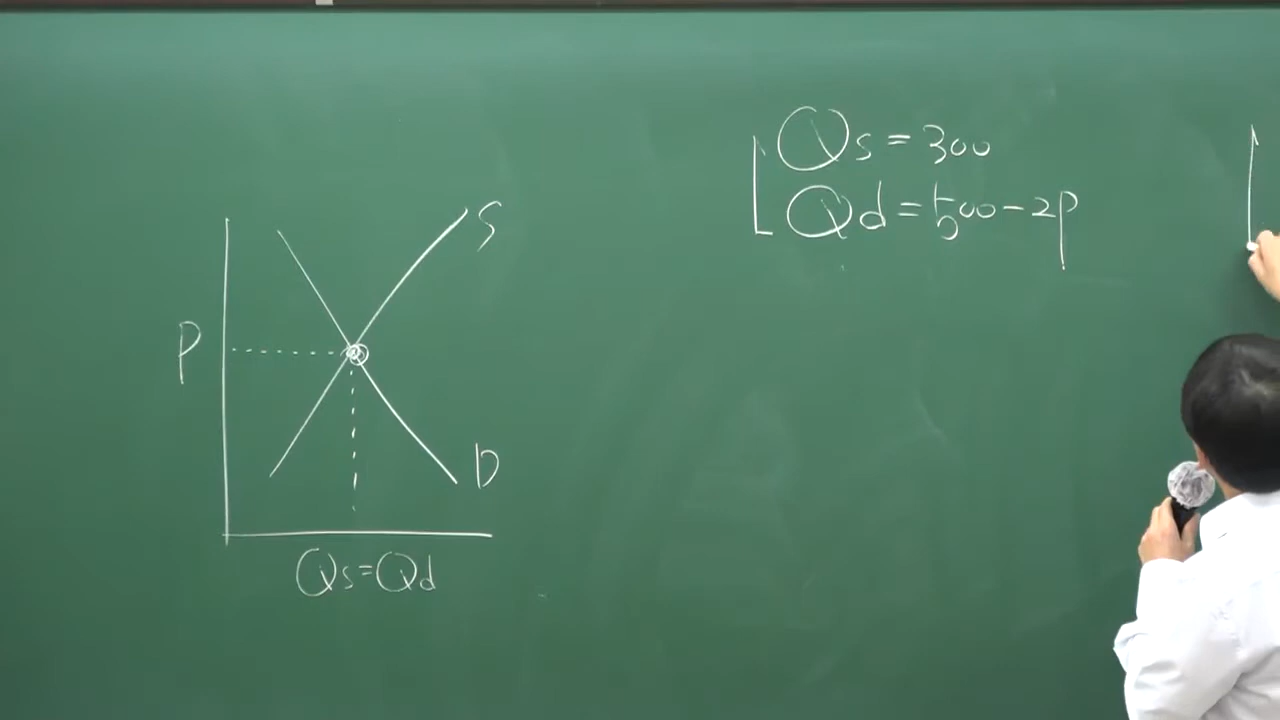 S
P
D
Qs=Qd
Qs = 300
Qd = 500 - 2P